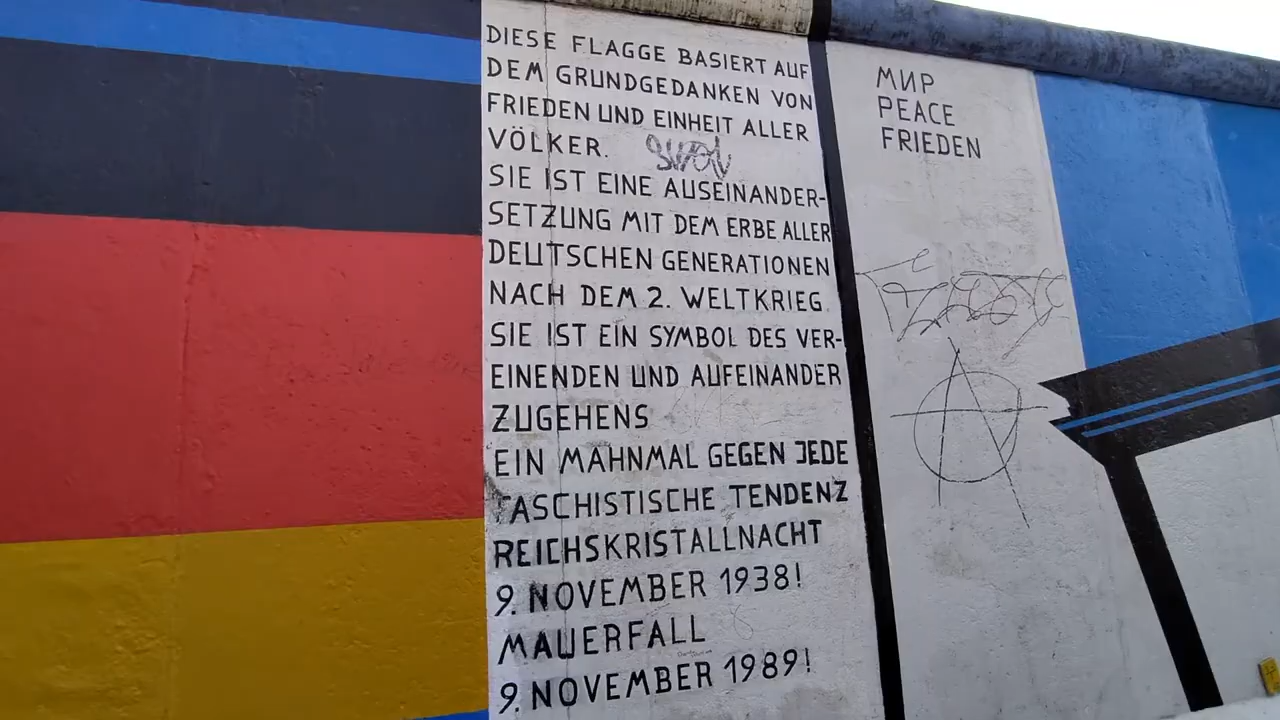 DIESE FLAGGE BASIERT AUF
DEM GRUNDGEDANKEN VON
FRIEDEN UND EINHEIT ALLER
VÖLKER.
SIE IST EINE AUSEINANDER-
SETZUNG MIT DEM ERBE ALLER
DEUTSCHEN GENERATIONEN
NACH DEM 2. WELTKRIEG.
SIE IST EIN SYMBOL DES VER-
EINENDEN UND AUFEINANDER
ZUGEHENS
EIN MAHNMAL GEGEN JEDE
FASCHISTISCHE TENDENZ
REICHSKRISTALLNACHT
9. NOVEMBER 1938!
MAUERFALL
9. NOVEMBER 1989!
МИР
PEACE
FRIEDEN